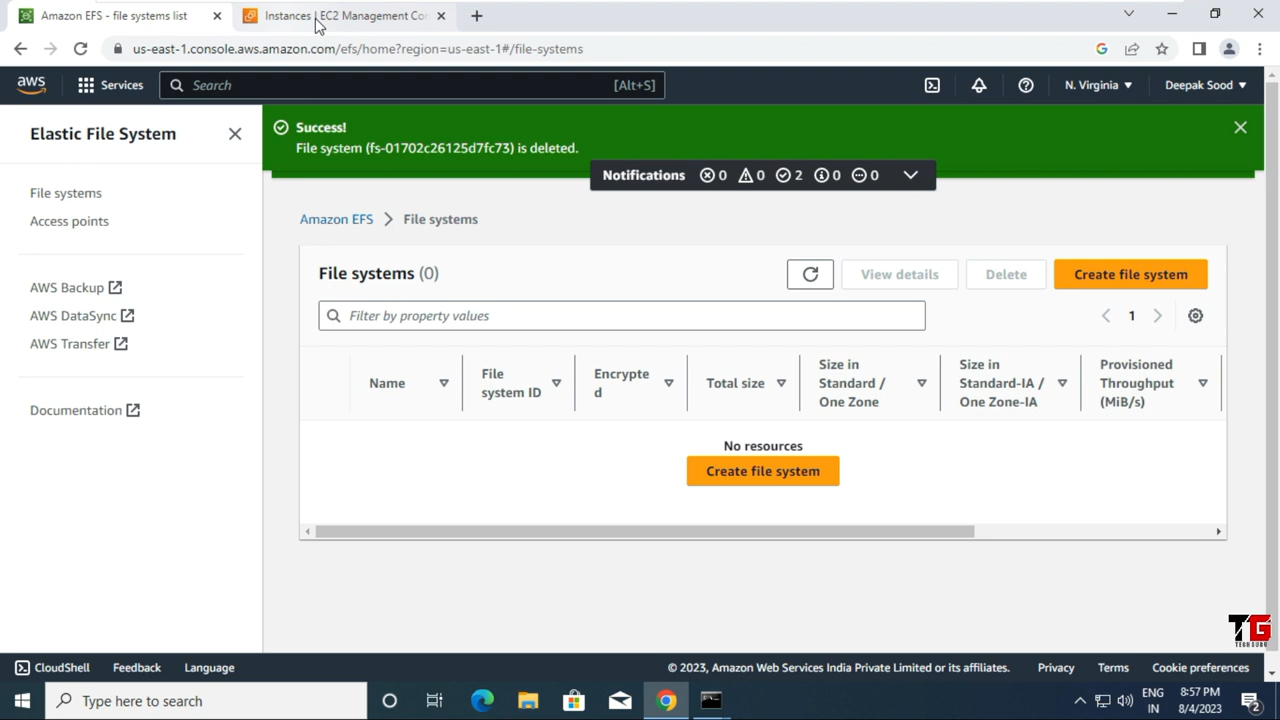 Amazon EFS - file systems list
Instances | EC2 Management Con
us-east-1.console.aws.amazon.com/efs/home?region=us-east-1#/file-systems
aws
Services
Search
[Alt+S]
N. Virginia
Deepak Sood
Elastic File System
File systems
Access points
AWS Backup
AWS DataSync
AWS Transfer
Documentation
Success!
File system (fs-01702c26125d7fc73) is deleted.
Notifications 0 0 2 0 0
Amazon EFS
File systems
File systems (0)
View details
Delete
Create file system
Filter by property values
1
Name
File
system ID
Encrypte
d
Total size
Size in
Standard /
One Zone
Size in
Standard-IA /
One Zone-IA
Provisioned
Throughput
(MiB/s)
No resources
Create file system
TG
TECH GURU
CloudShell
Feedback
Language
© 2023, Amazon Web Services India Private Limited or its affiliates.
Privacy
Terms
Cookie preferences
Type here to search
ENG
IN
8:57 PM
8/4/2023
2